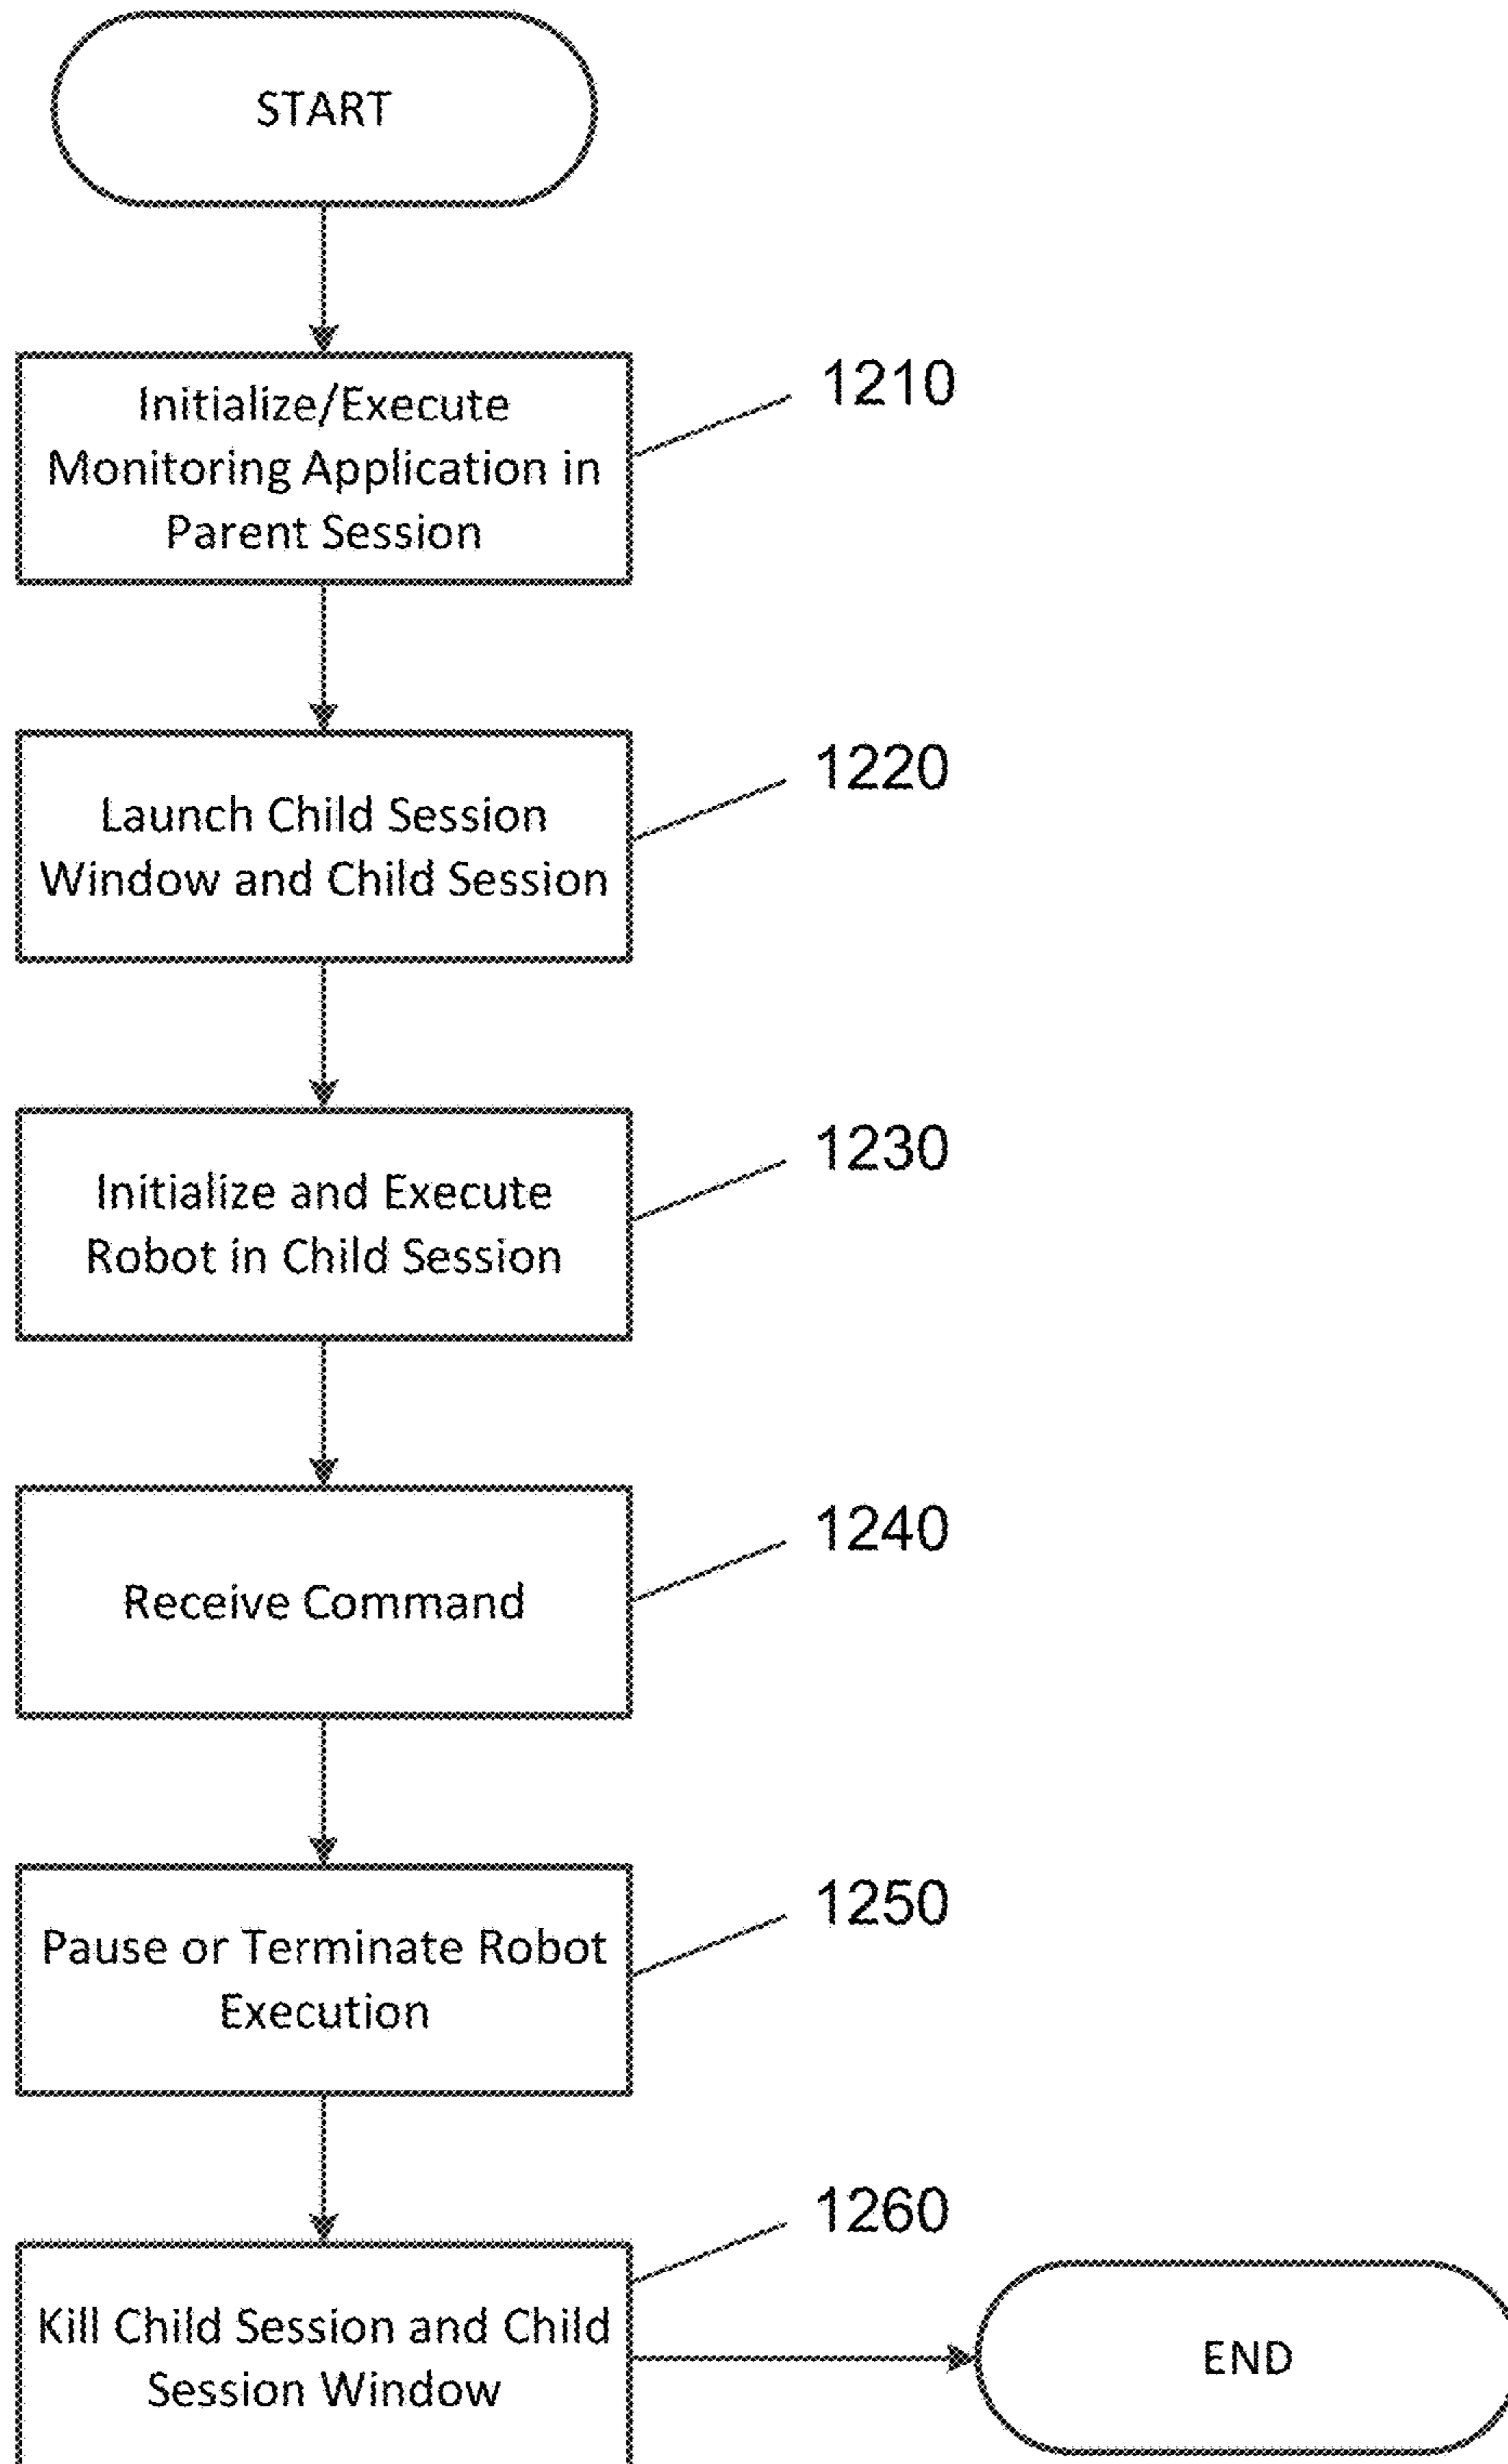 START
Initialize/Execute
Monitoring Application in
Parent Session
1210
Launch Child Session
Window and Child Session
1220
Initialize and Execute
Robot in Child Session
1230
Receive Command
1240
Pause or Terminate Robot
Execution
1250
Kill Child Session and Child
Session Window
1260
END